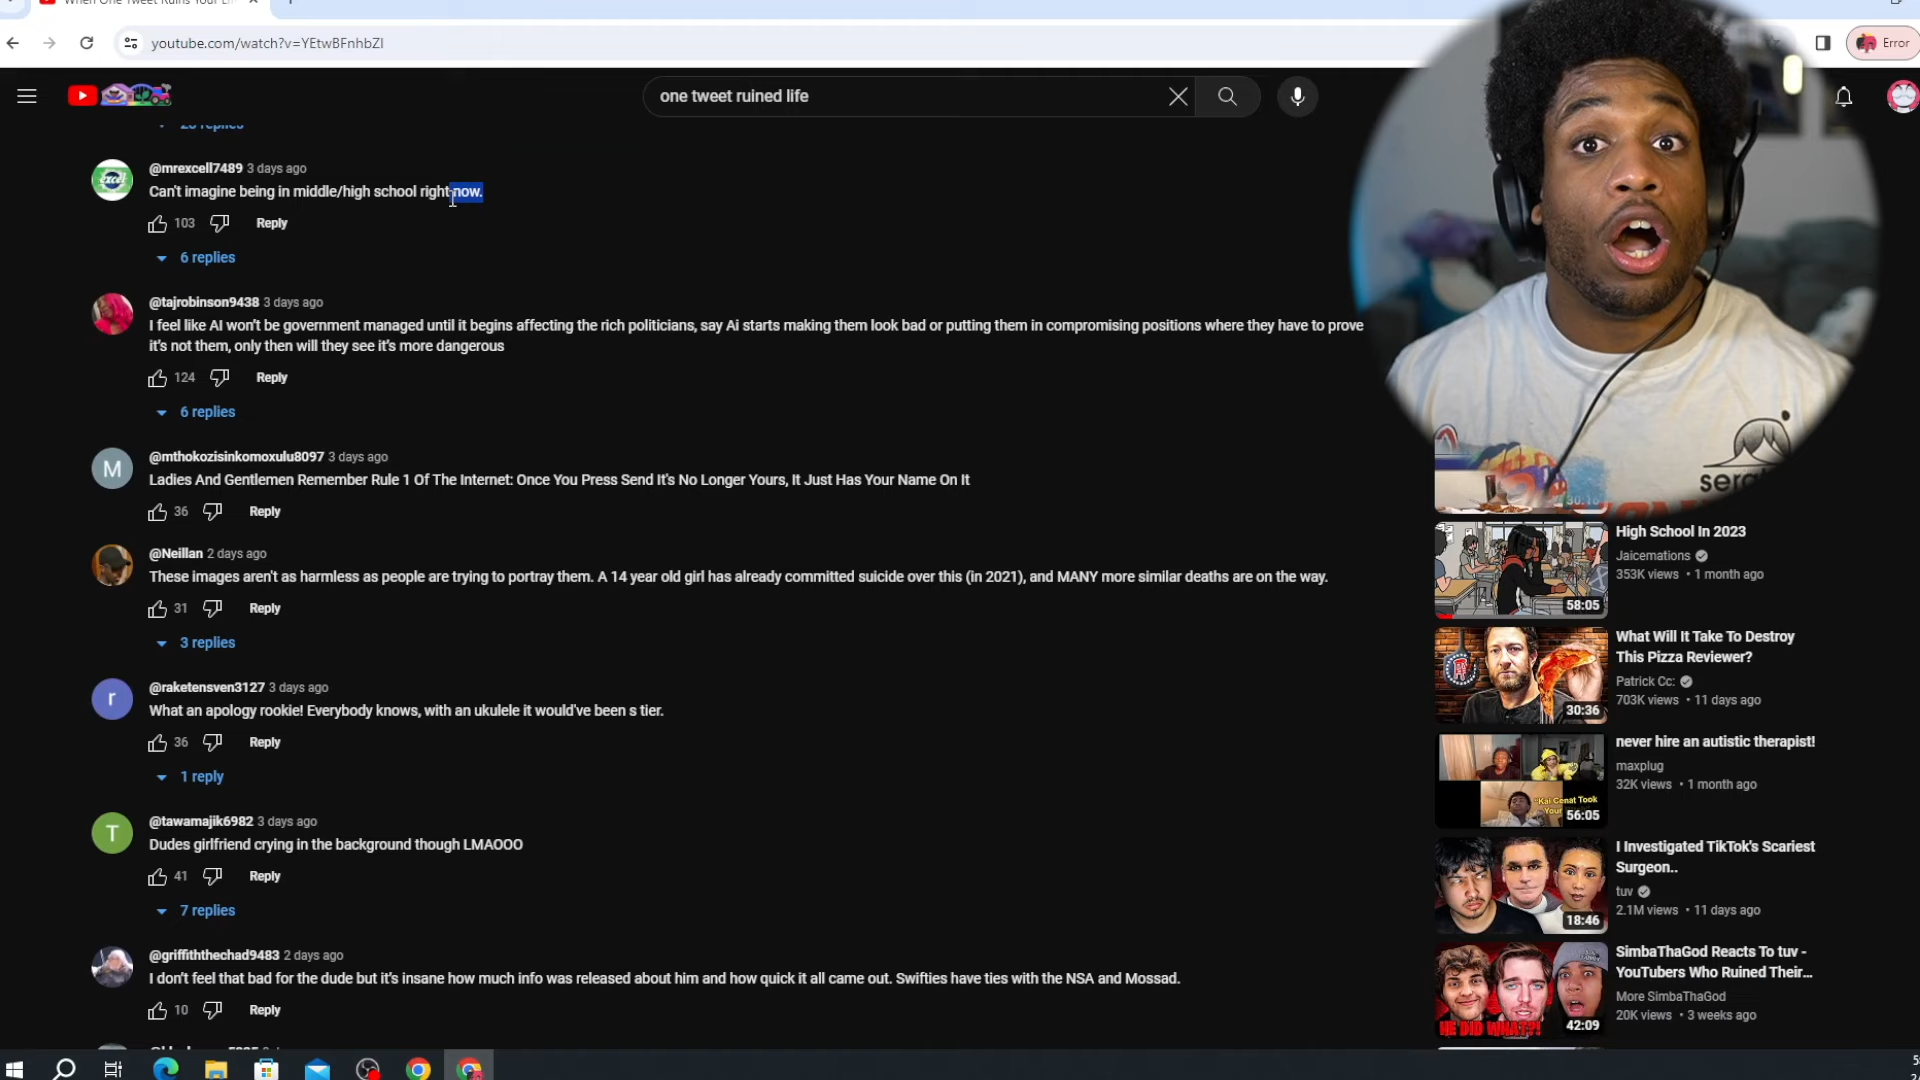 youtube.com/watch?v=YEtwBFnhbZI
Error
one tweet ruined life
@mrexcell7489 3 days ago
Can't imagine being in middle/high school right now.
103 Reply
6 replies
@tajrobinson9438 3 days ago
I feel like AI won't be government managed until it begins affecting the rich politicians, say Ai starts making them look bad or putting them in compromising positions where they have to prove
it's not them, only then will they see it's more dangerous
124 Reply
6 replies
@mthokozisinkomoxulu8097 3 days ago
Ladies And Gentlemen Remember Rule 1 Of The Internet: Once You Press Send It's No Longer Yours, It Just Has Your Name On It
36 Reply
@Neillan 2 days ago
These images aren't as harmless as people are trying to portray them. A 14 year old girl has already committed suicide over this (in 2021), and MANY more similar deaths are on the way.
31 Reply
3 replies
@raketensven3127 3 days ago
What an apology rookie! Everybody knows, with an ukulele it would've been s tier.
36 Reply
1 reply
@tawamajik6982 3 days ago
Dudes girlfriend crying in the background though LMAOOO
41 Reply
7 replies
@griffiththechad9483 2 days ago
I don't feel that bad for the dude but it's insane how much info was released about him and how quick it all came out. Swifties have ties with the NSA and Mossad.
10 Reply
High School In 2023
Jaicemations
353K views • 1 month ago
58:05
What Will It Take To Destroy
This Pizza Reviewer?
Patrick Cc:
703K views • 11 days ago
30:36
never hire an autistic therapist!
maxplug
32K views • 1 month ago
"Kai Cenat Took
56:05
I Investigated TikTok's Scariest
Surgeon..
tuv
2.1M views • 11 days ago
18:46
SimbaThaGod Reacts To tuv -
YouTubers Who Ruined Their...
More SimbaThaGod
20K views • 3 weeks ago
HE DID WHAT?!
42:09